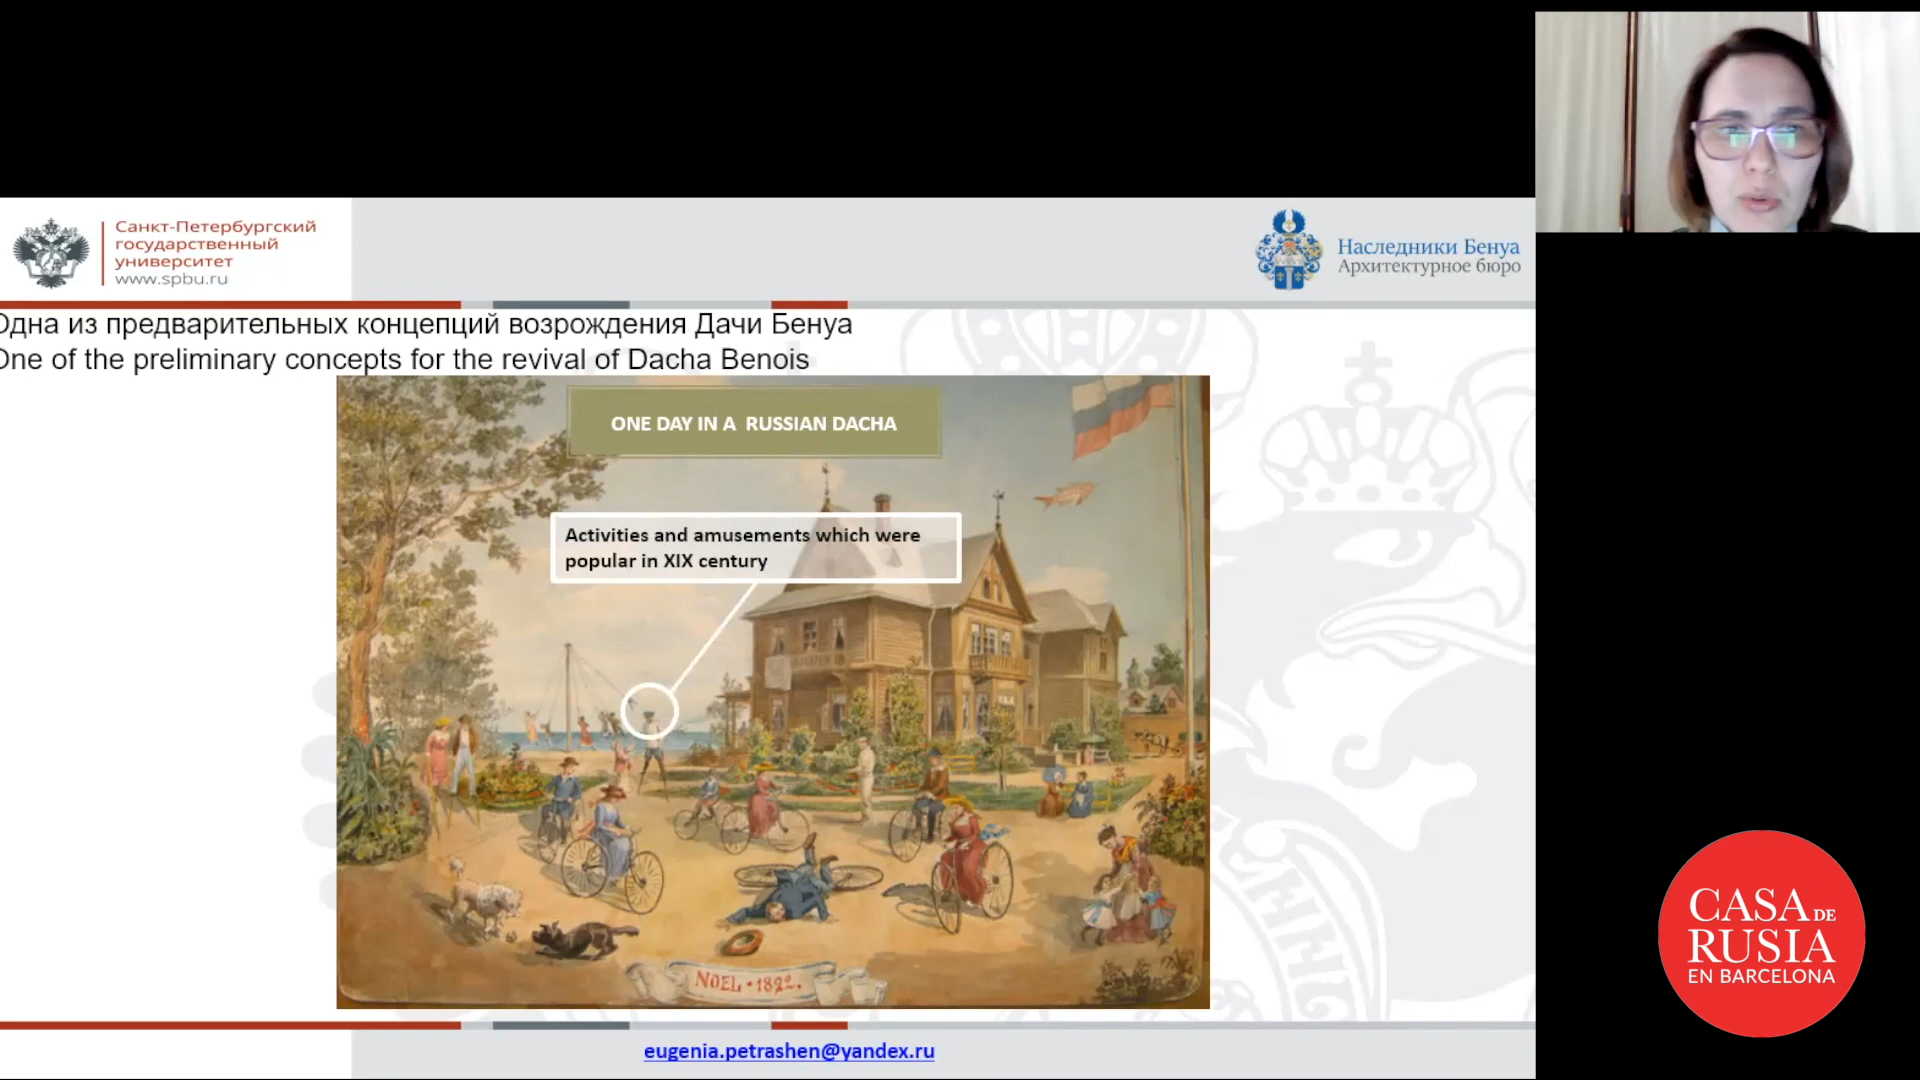 Санкт-Петербургский
государственный
университет
www.spbu.ru
Наследники Бенуа
Архитектурное бюро
Одна из предварительных концепций возрождения Дачи Бенуа
One of the preliminary concepts for the revival of Dacha Benois
ONE DAY IN A RUSSIAN DACHA
Activities and amusements which were
popular in XIX century
NOEL • 1892.
eugenia.petrashen@yandex.ru
CASA DE
RUSIA
EN BARCELONA